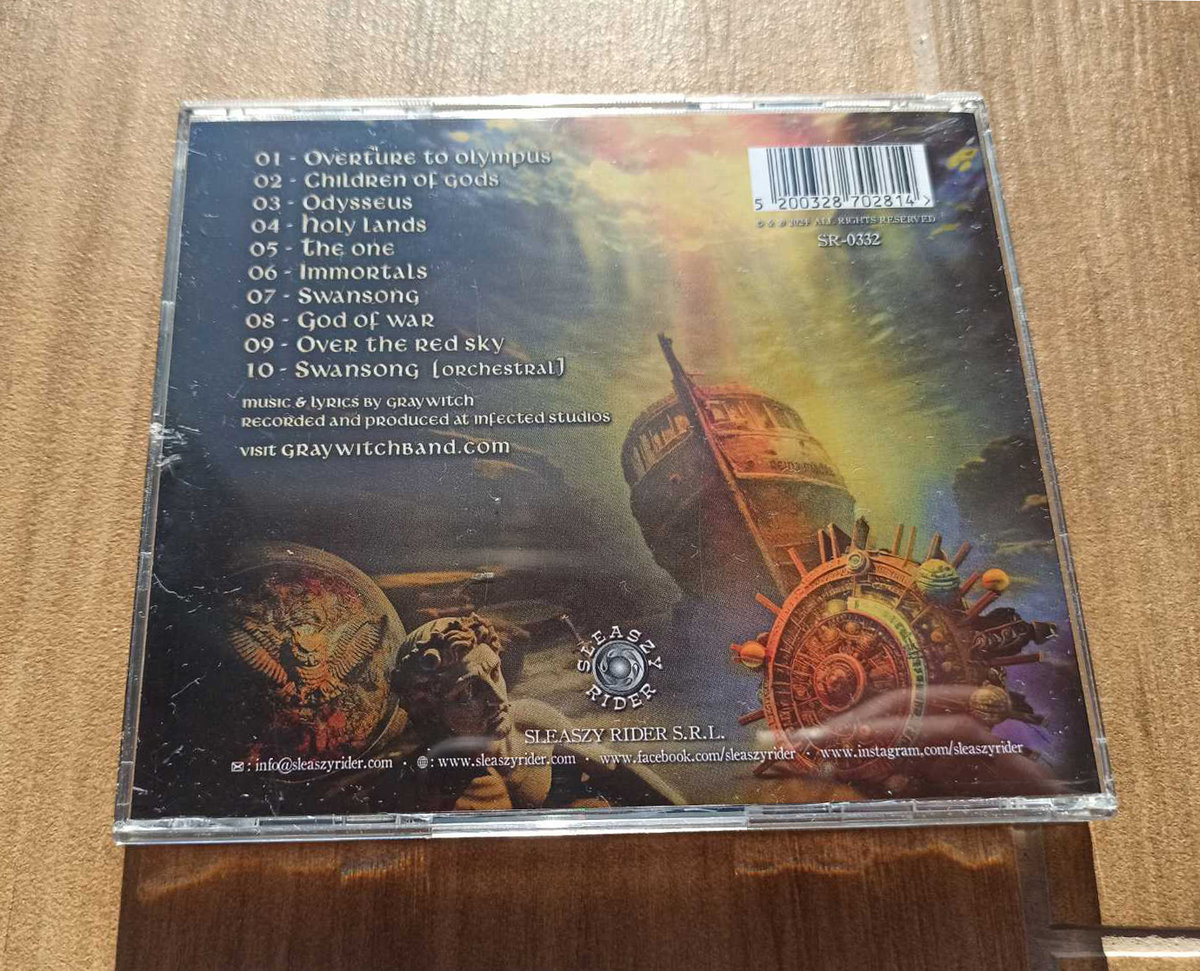 01 - Overture to Olympus
02 - Children of Gods
03 - Odysseus
04 - Holy Lands
05 - The One
06 - Immortals
07 - Swansong
08 - God of War
09 - Over the Red Sky
10 - Swansong [Orchestral]
music & lyrics by Graywitch
recorded and produced at Infected Studios
visit graywitchband.com
5 200328 702814 >
2024 ALL RIGHTS RESERVED
SR-0332
SLEASZY
RIDER
SLEASZY RIDER S.R.L.
: info@sleaszyrider.com · : www.sleaszyrider.com · www.facebook.com/sleaszyrider · www.instagram.com/sleaszyrider